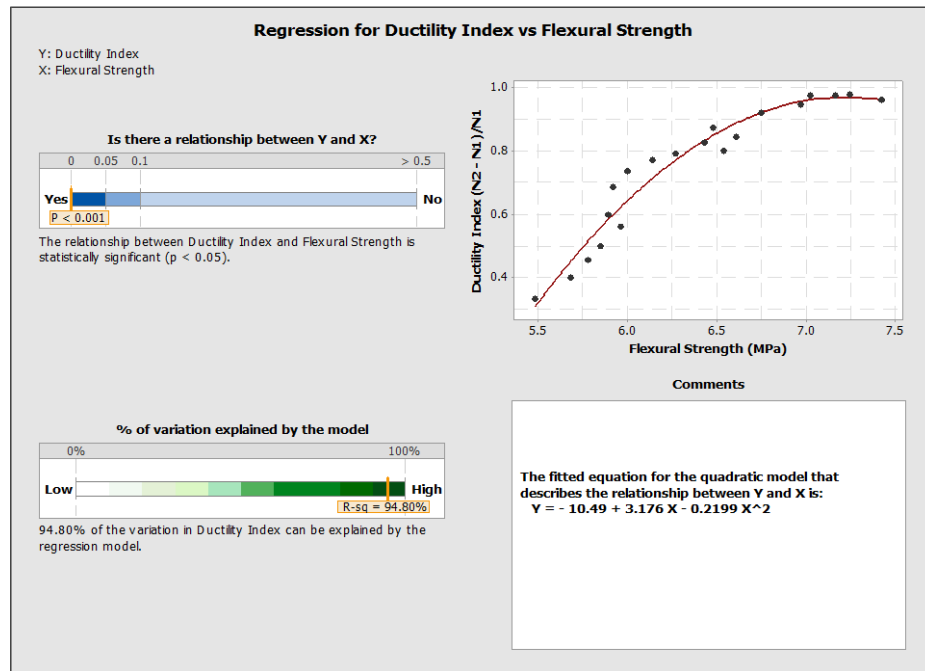 Regression for Ductility Index vs Flexural Strength
Y: Ductility Index
X: Flexural Strength
Is there a relationship between Y and X?
0 0.05 0.1 > 0.5
Yes No
P < 0.001
The relationship between Ductility Index and Flexural Strength is
statistically significant (p < 0.05).
Ductility Index (N2 - N1)/N1
1.0
0.8
0.6
0.4
5.5 6.0 6.5 7.0 7.5
Flexural Strength (MPa)
% of variation explained by the model
0% 100%
Low High
R-sq = 94.80%
94.80% of the variation in Ductility Index can be explained by the
regression model.
Comments
The fitted equation for the quadratic model that
describes the relationship between Y and X is:
Y = - 10.49 + 3.176 X - 0.2199 X^2